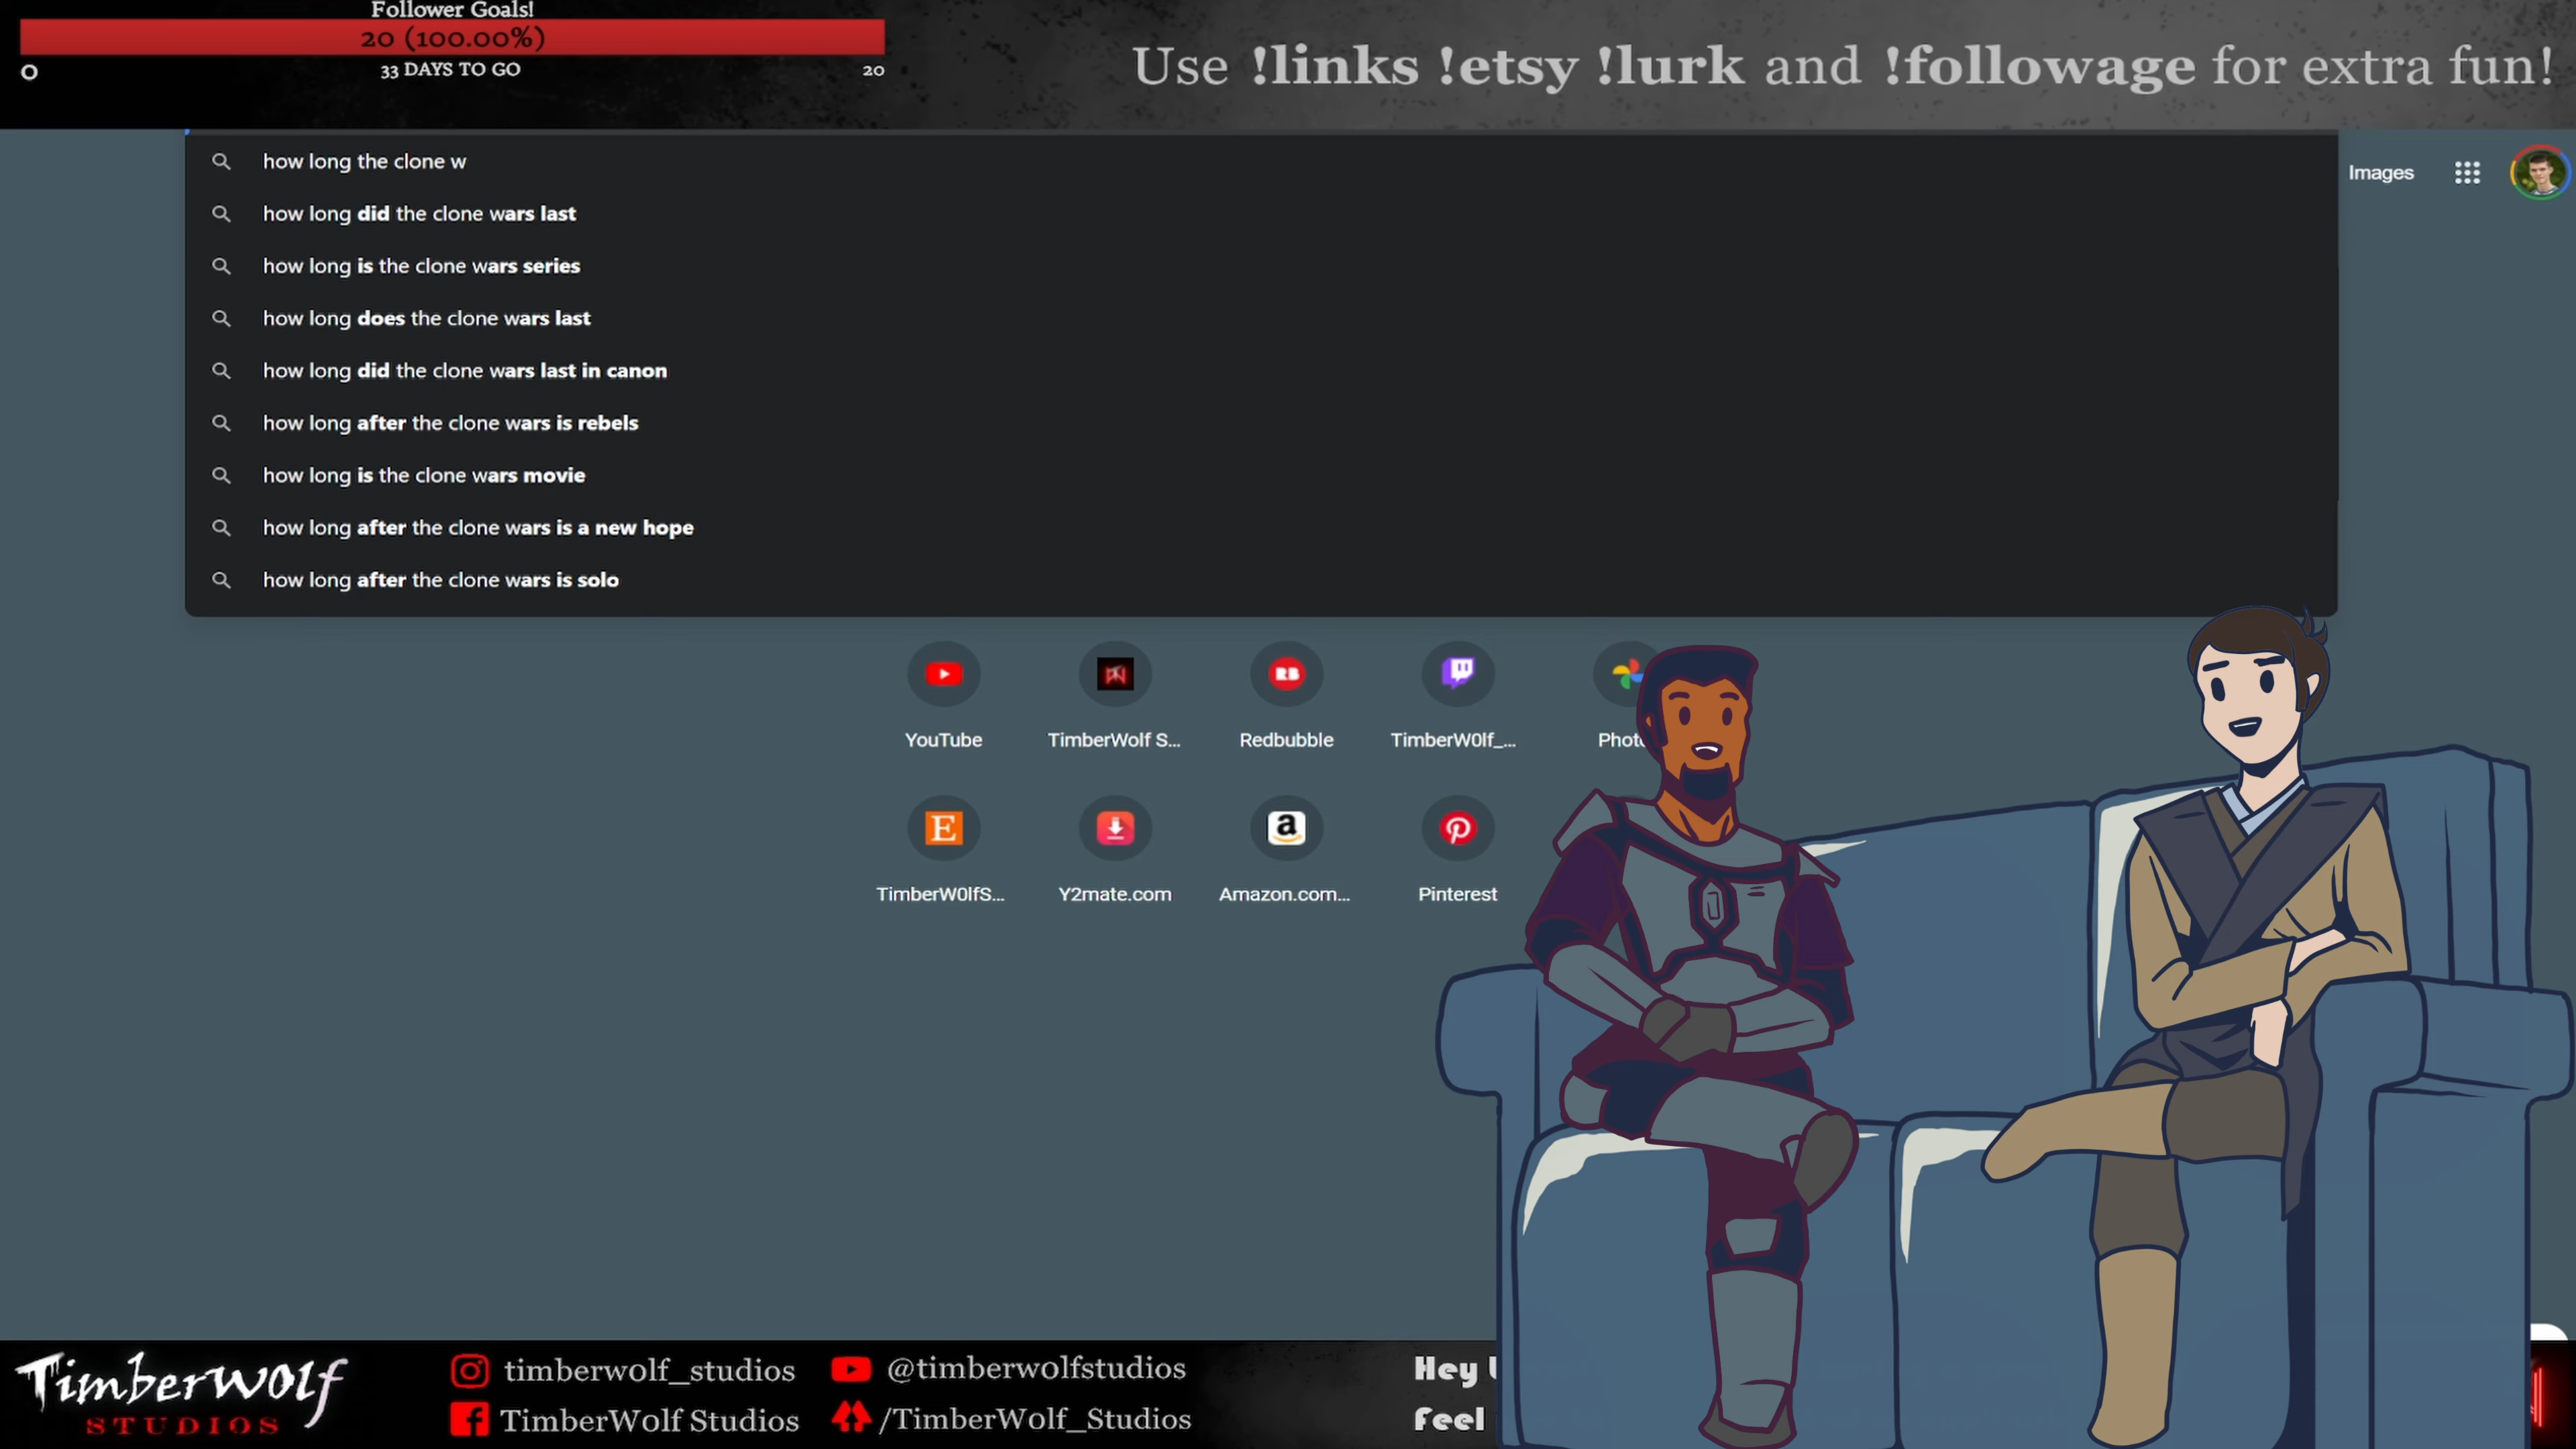 Follower Goals!
20 (100.00%)
0
33 DAYS TO GO
20
Use !links !etsy !lurk and !followage for extra fun!
how long the clone w
how long did the clone wars last
how long is the clone wars series
how long does the clone wars last
how long did the clone wars last in canon
how long after the clone wars is rebels
how long is the clone wars movie
how long after the clone wars is a new hope
how long after the clone wars is solo
Images
YouTube
TimberWolf S...
RB
Redbubble
TimberW0lf_...
Phot
E
TimberW0lfS...
Y2mate.com
a
Amazon.com...
Pinterest
TimberWolf
STUDIOS
timberwolf_studios
TimberWolf Studios
@timberwolfstudios
/TimberWolf_Studios
Hey
Feel